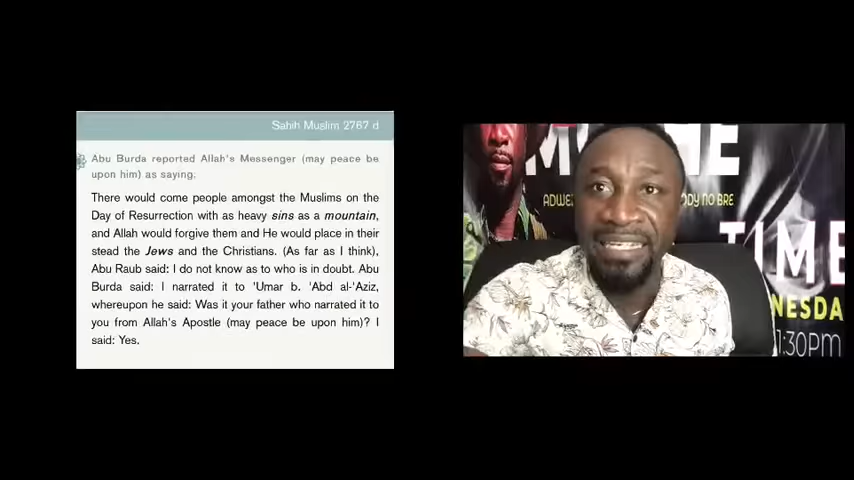 Sahih Muslim 2767 d
Abu Burda reported Allah's Messenger (may peace be
upon him) as saying.
There would come people amongst the Muslims on the
Day of Resurrection with as heavy sins as a mountain,
and Allah would forgive them and He would place in their
stead the Jews and the Christians. (As far as I think),
Abu Raub said: I do not know as to who is in doubt. Abu
Burda said: I narrated it to 'Umar b. 'Abd al-'Aziz,
whereupon he said: Was it your father who narrated it to
you from Allah's Apostle (may peace be upon him)? I
said: Yes.
HE
ADWE
ODY NO BRE
TIME
NESDA
1:30PM